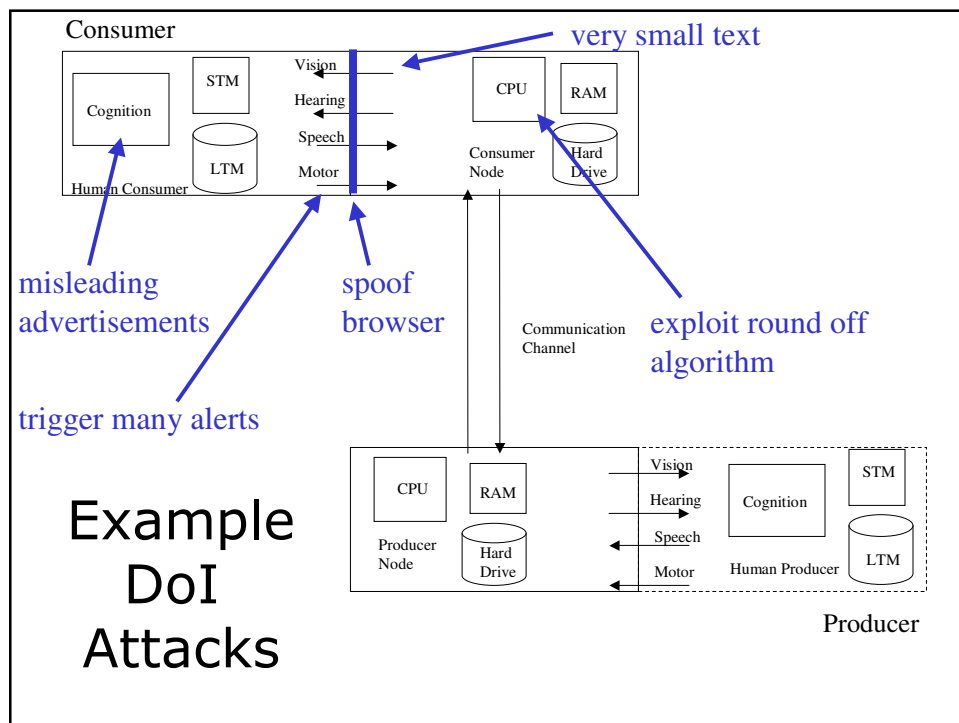 Consumer
very small text
Vision
STM
CPU
RAM
Cognition
Hearing
Speech
Consumer
Node
Hard
Drive
LTM
Motor
Human Consumer
misleading
advertisements
spoof
browser
Communication
Channel
exploit round off
algorithm
trigger many alerts
Vision
STM
CPU
RAM
Cognition
Hearing
Speech
Producer
Node
Hard
Drive
Human Producer
LTM
Motor
Producer
Example
DoI
Attacks